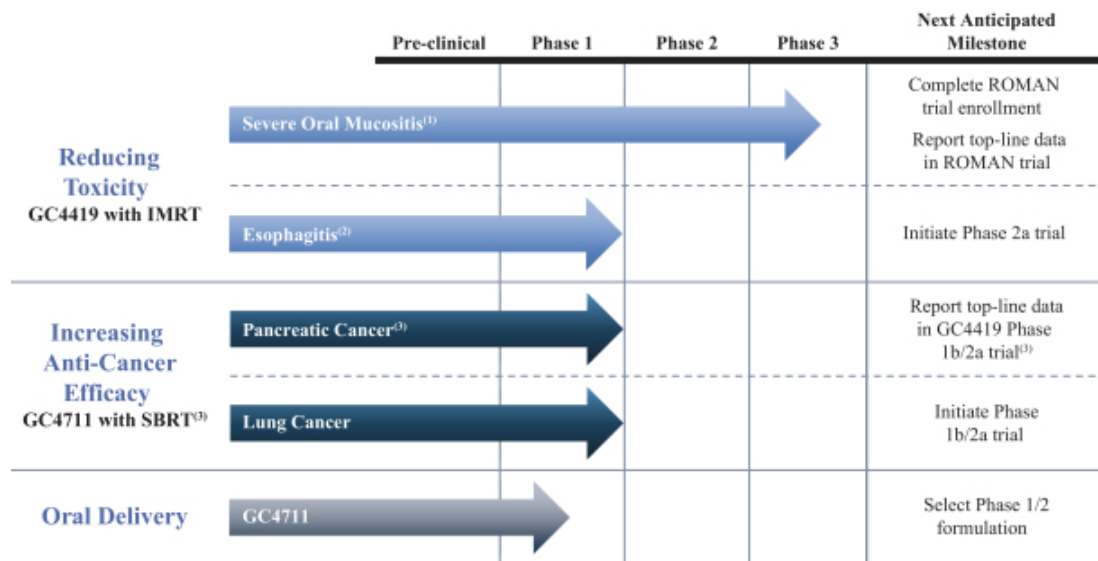 Pre-clinical Phase 1 Phase 2 Phase 3 Next Anticipated
Milestone
Reducing
Toxicity
GC4419 with IMRT
Severe Oral Mucositis(1)
Complete ROMAN
trial enrollment
Report top-line data
in ROMAN trial
Esophagitis(2)
Initiate Phase 2a trial
Increasing
Anti-Cancer
Efficacy
GC4711 with SBRT(3)
Pancreatic Cancer(3)
Report top-line data
in GC4419 Phase
1b/2a trial(3)
Lung Cancer
Initiate Phase
1b/2a trial
Oral Delivery
GC4711
Select Phase 1/2
formulation